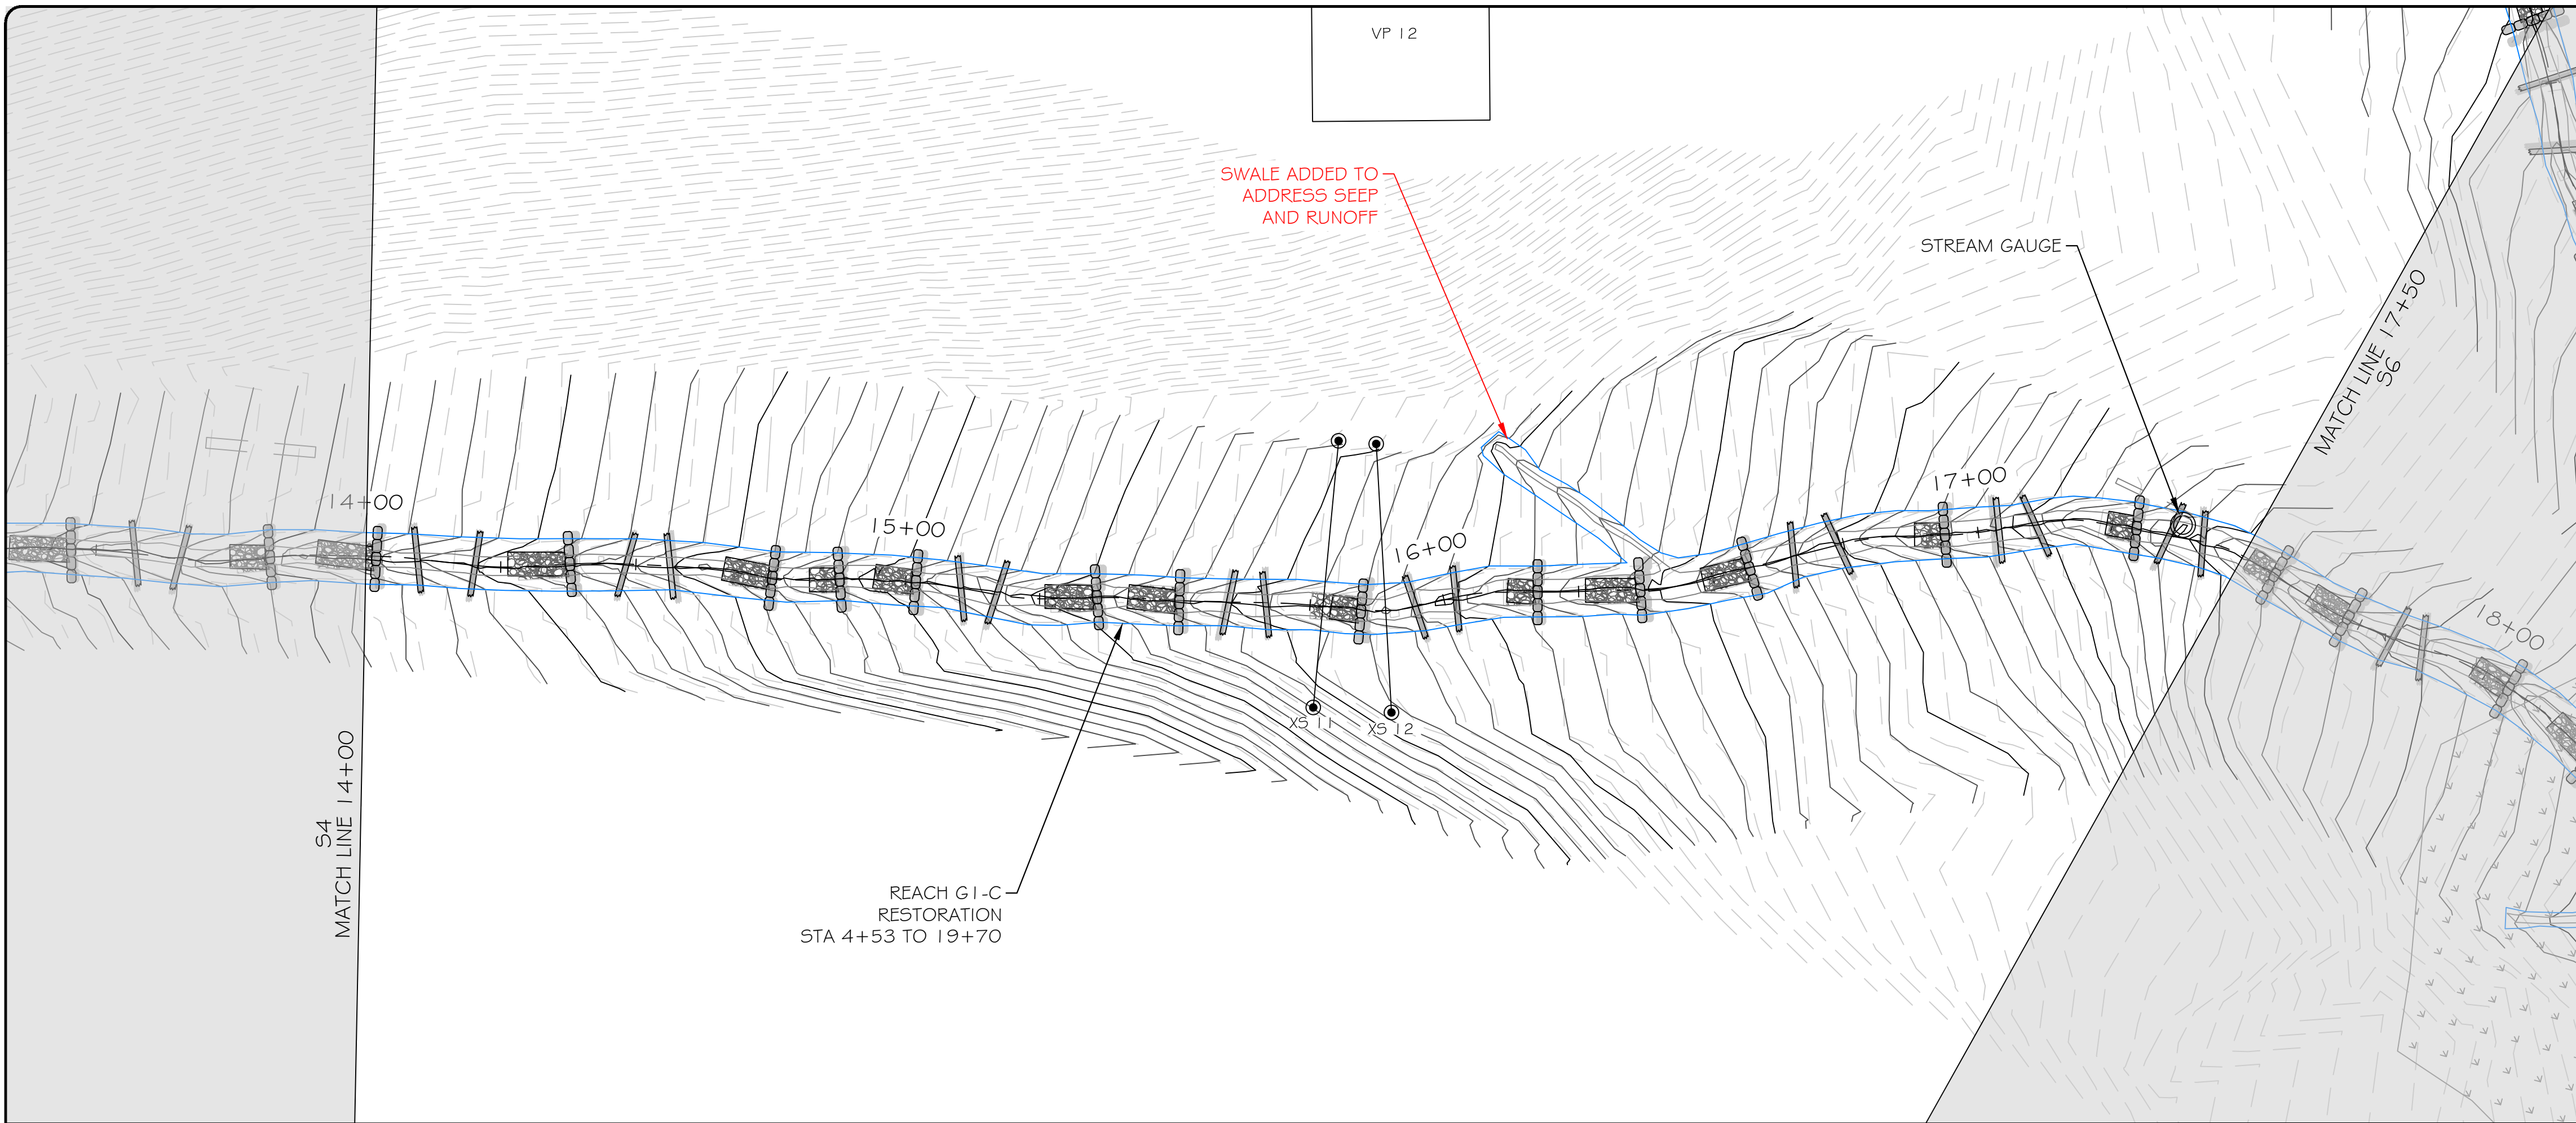 VP 12
SWALE ADDED TO
ADDRESS SEEP
AND RUNOFF
STREAM GAUGE
MATCH LINE 17+50
S6
14+00
15+00
16+00
17+00
18+00
XS 11
XS 12
S4
MATCH LINE 14+00
REACH G1-C
RESTORATION
STA 4+53 TO 19+70